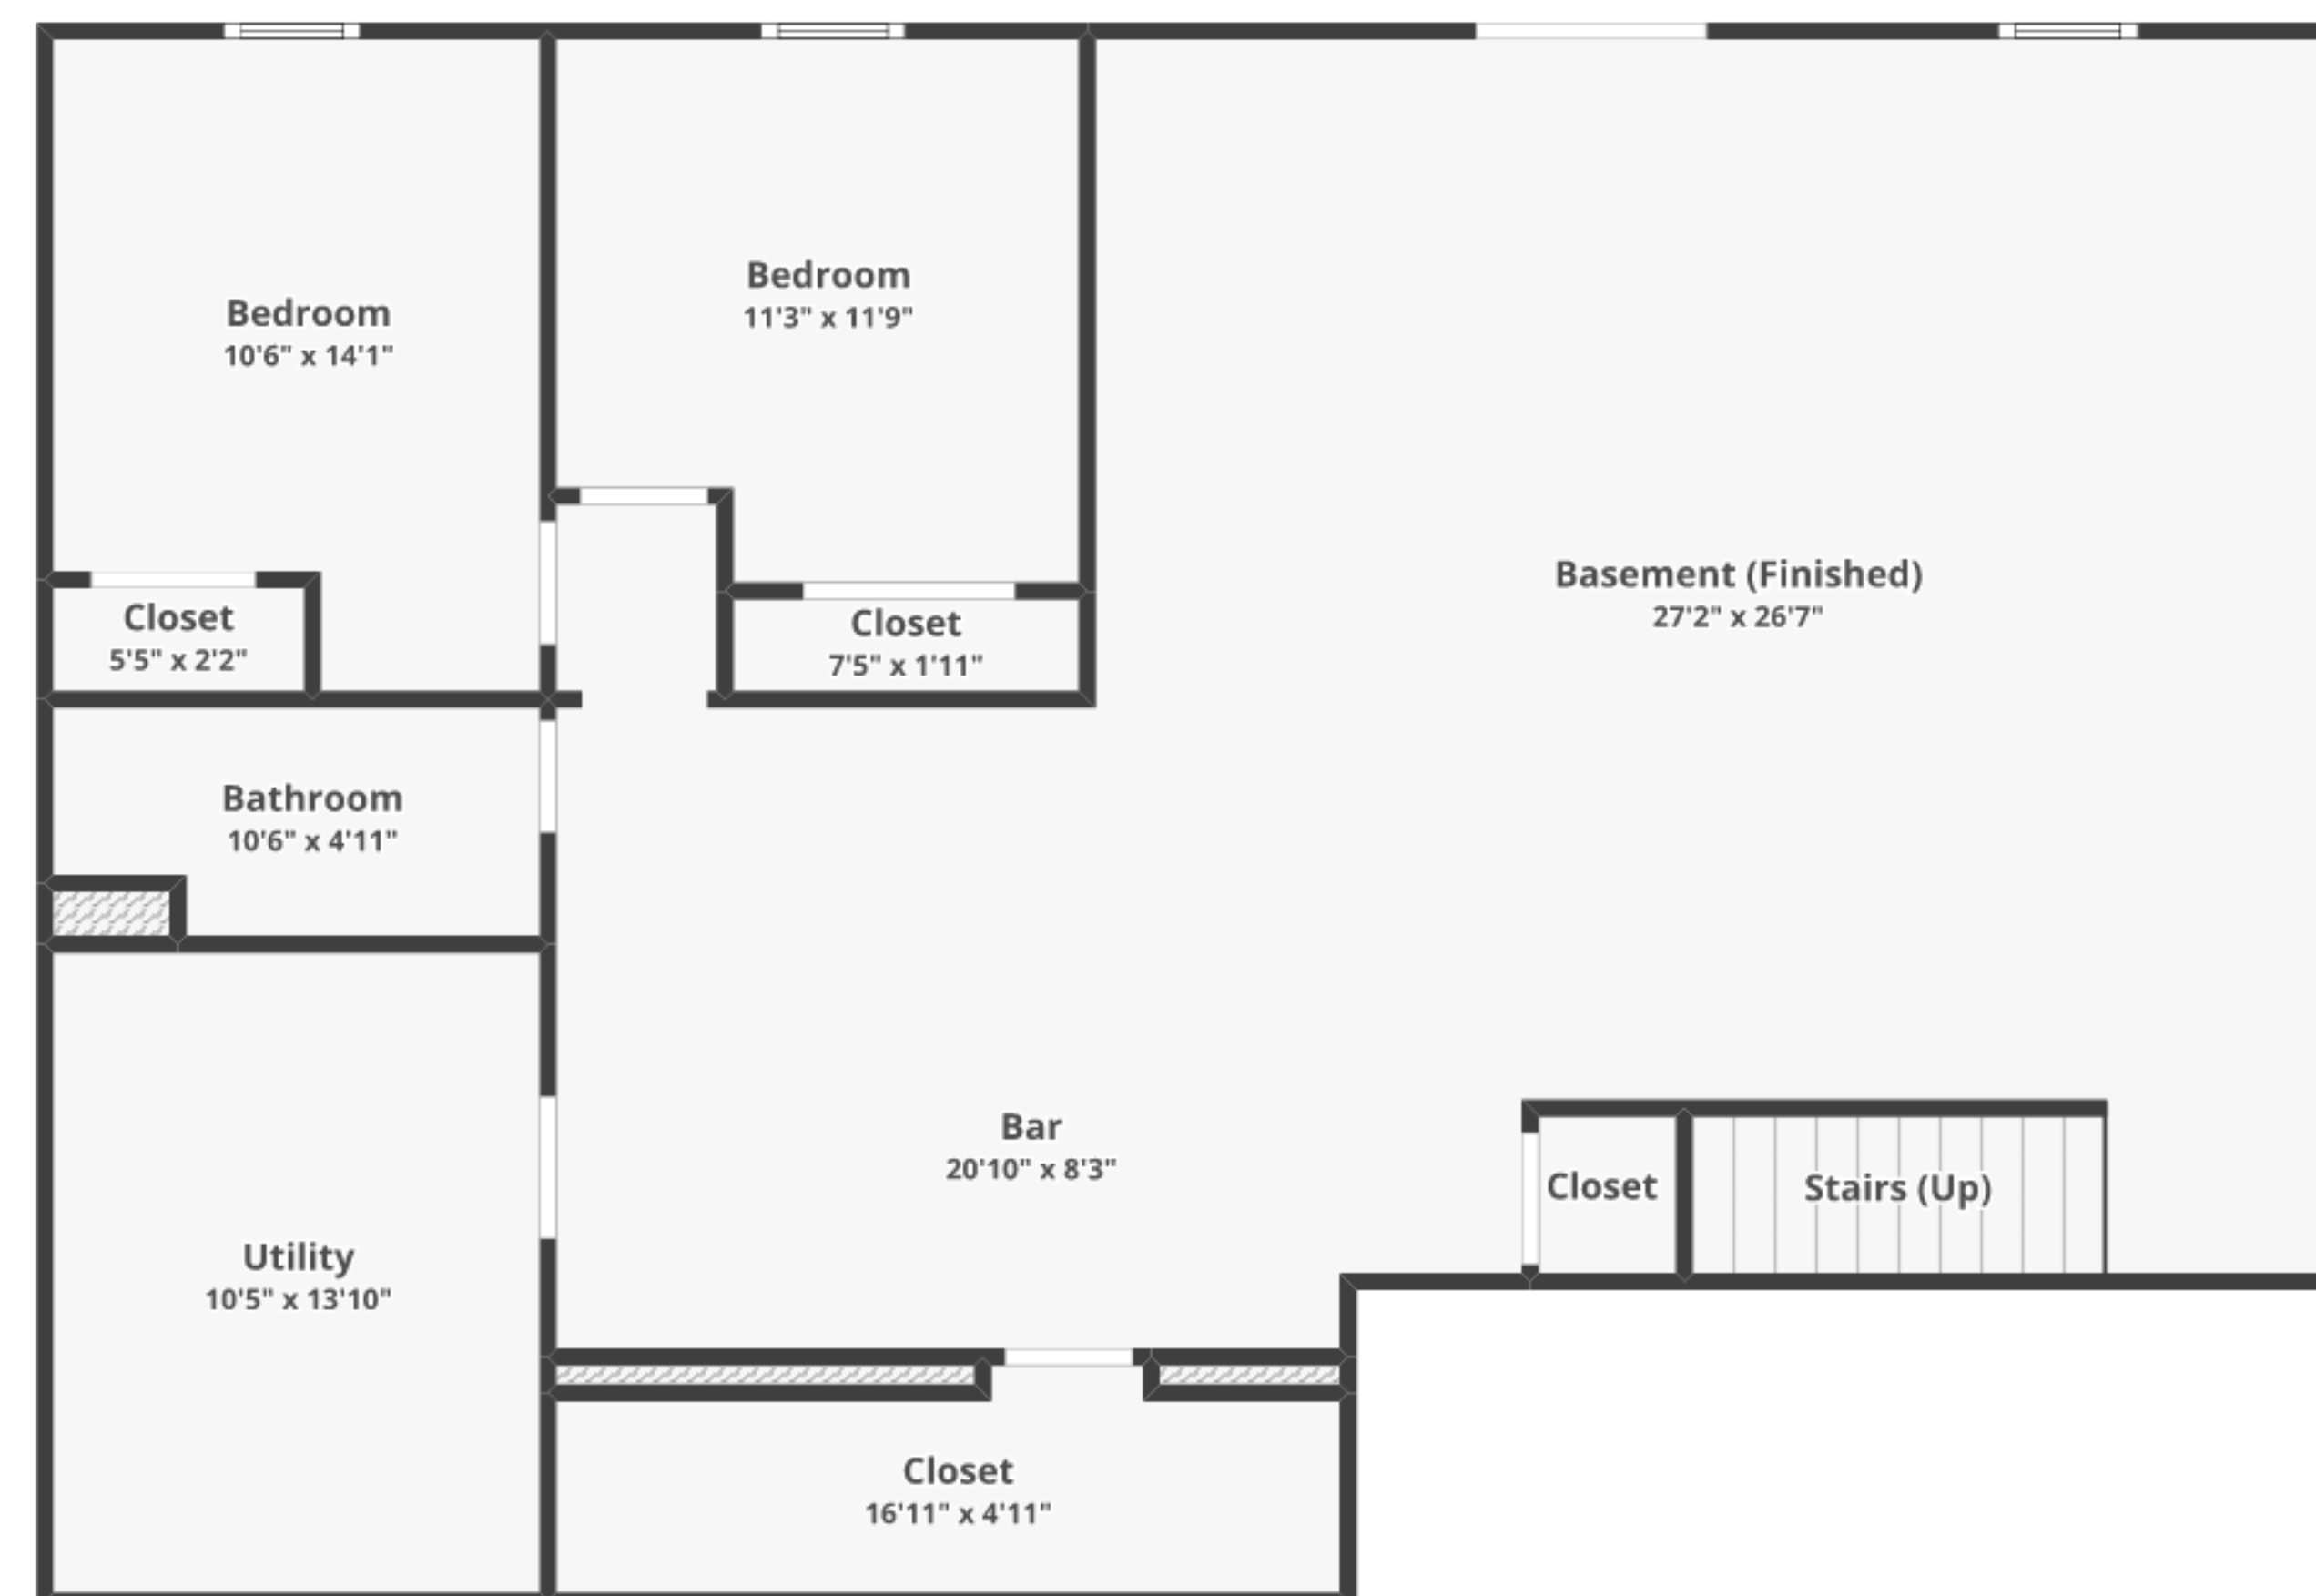 Bedroom
10'6" x 14'1"
Bedroom
11'3" x 11'9"
Basement (Finished)
27'2" x 26'7"
Closet
5'5" x 2'2"
Closet
7'5" x 1'11"
Bathroom
10'6" x 4'11"
Bar
20'10" x 8'3"
Closet
Stairs (Up)
Utility
10'5" x 13'10"
Closet
16'11" x 4'11"